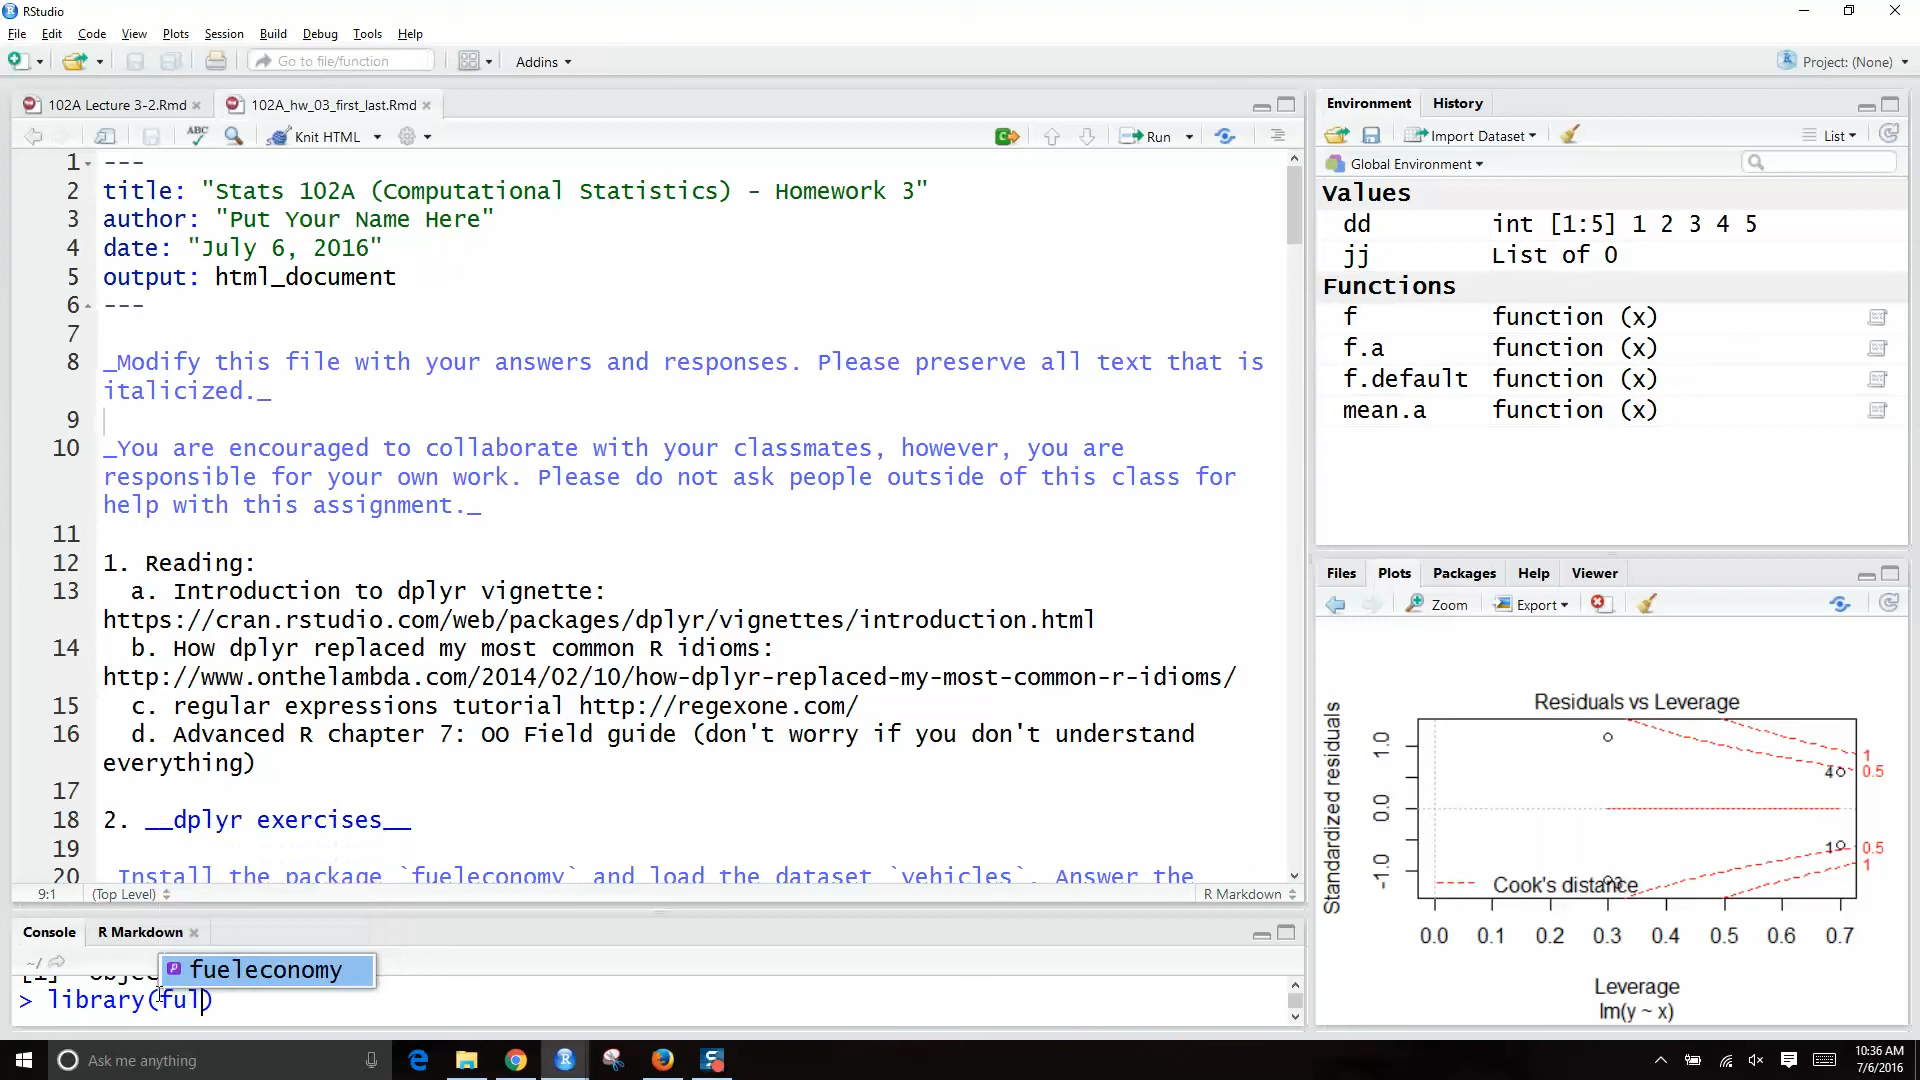 RStudio
File Edit Code View Plots Session Build Debug Tools Help
Go to file/function Addins Project: (None)
102A Lecture 3-2.Rmd 102A_hw_03_first_last.Rmd
ABC Knit HTML Run
1 ---
2 title: "Stats 102A (Computational Statistics) - Homework 3"
3 author: "Put Your Name Here"
4 date: "July 6, 2016"
5 output: html_document
6 ---
7
8 _Modify this file with your answers and responses. Please preserve all text that is
italicized._
9
10 _You are encouraged to collaborate with your classmates, however, you are
responsible for your own work. Please do not ask people outside of this class for
help with this assignment._
11
12 1. Reading:
13 a. Introduction to dplyr vignette:
https://cran.rstudio.com/web/packages/dplyr/vignettes/introduction.html
14 b. How dplyr replaced my most common R idioms:
http://www.onthelambda.com/2014/02/10/how-dplyr-replaced-my-most-common-r-idioms/
15 c. regular expressions tutorial http://regexone.com/
16 d. Advanced R chapter 7: OO Field guide (don't worry if you don't understand
everything)
17
18 2. __dplyr exercises__
19
20 Install the package `fueleconomy` and load the dataset `vehicles`. Answer the
9:1 (Top Level) R Markdown
Console R Markdown
~/
fueleconomy
> library(ful)
Environment History
Import Dataset List
Global Environment
Values
dd int [1:5] 1 2 3 4 5
jj List of 0
Functions
f function (x)
f.a function (x)
f.default function (x)
mean.a function (x)
Files Plots Packages Help Viewer
Zoom Export
Residuals vs Leverage
Standardized residuals
1.0
0.0
-1.0
1
0.5
4
1
0.5
1
Cook's distance
0.0 0.1 0.2 0.3 0.4 0.5 0.6 0.7
Leverage
lm(y ~ x)
Ask me anything
10:36 AM
7/6/2016